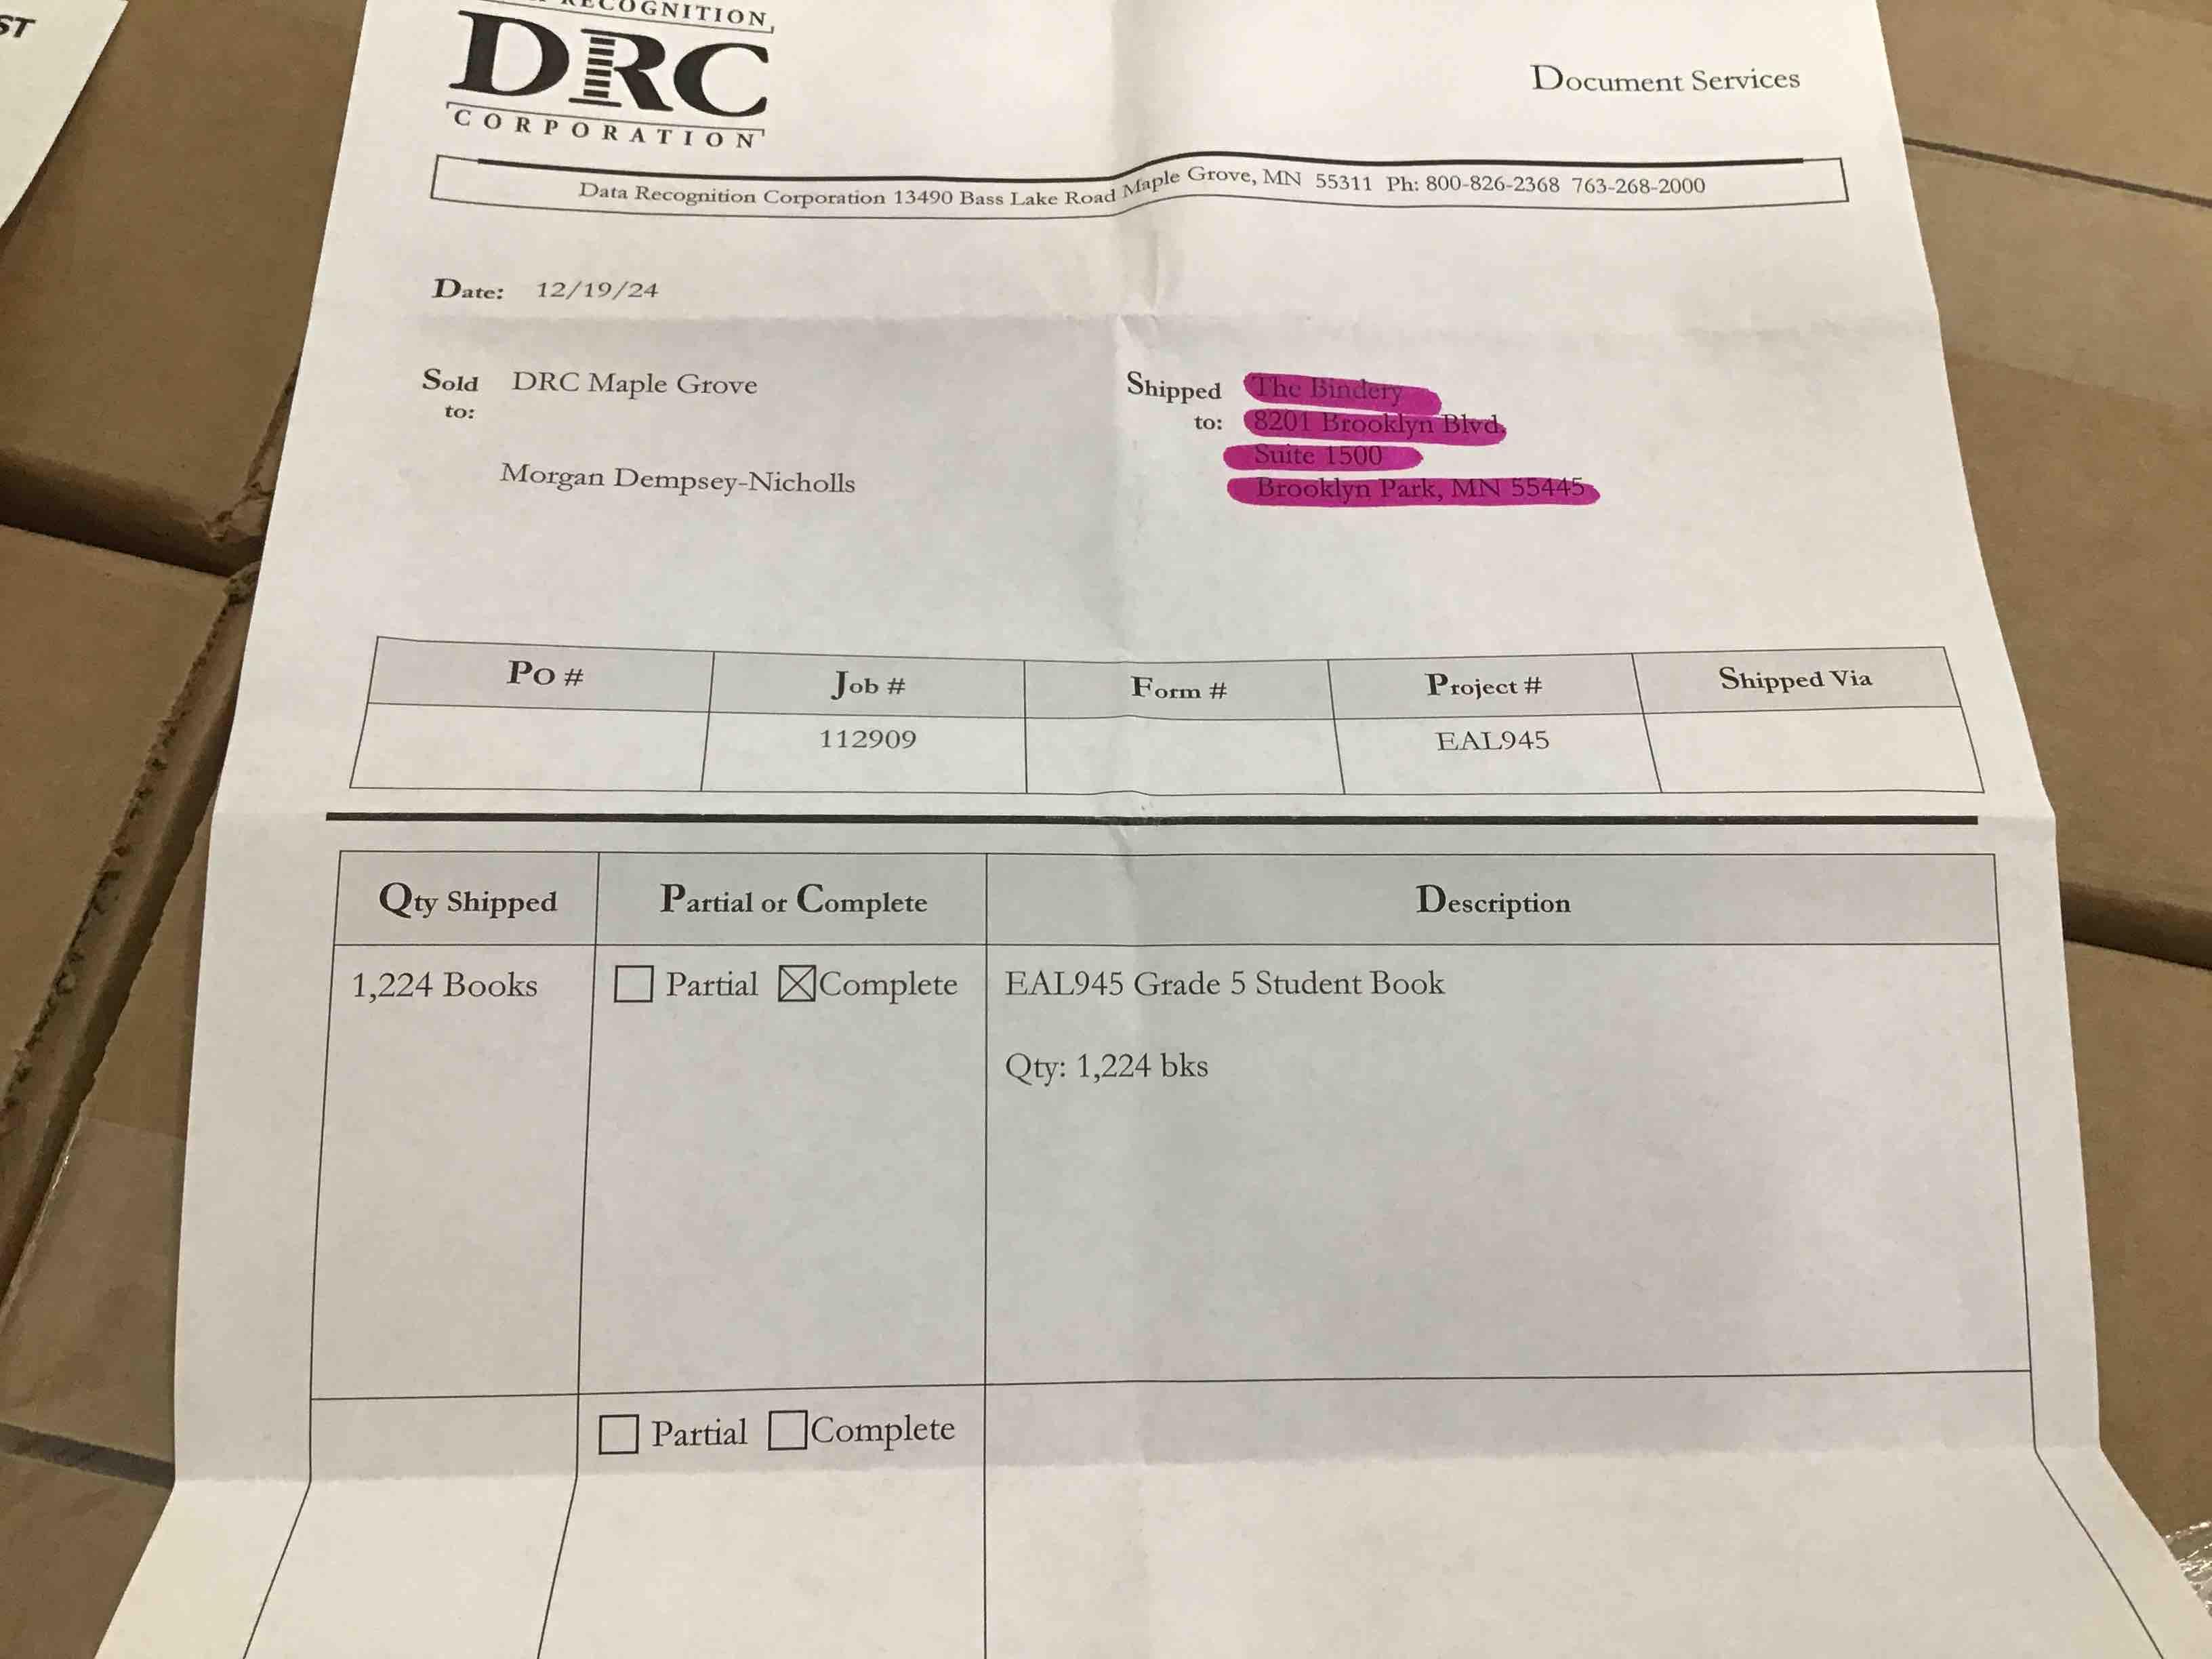 ST
RECOGNITION
DRC
CORPORATION
Document Services
Data Recognition Corporation 13490 Bass Lake Road Maple Grove, MN 55311 Ph: 800-826-2368 763-268-2000
Date: 12/19/24
Sold to: DRC Maple Grove
Morgan Dempsey-Nicholls
Shipped to: The Bindery
8201 Brooklyn Blvd.
Suite 1500
Brooklyn Park, MN 55445
Po # Job # Form # Project # Shipped Via
112909 EAL945
Qty Shipped Partial or Complete Description
1,224 Books Partial Complete EAL945 Grade 5 Student Book
Qty: 1,224 bks
Partial Complete